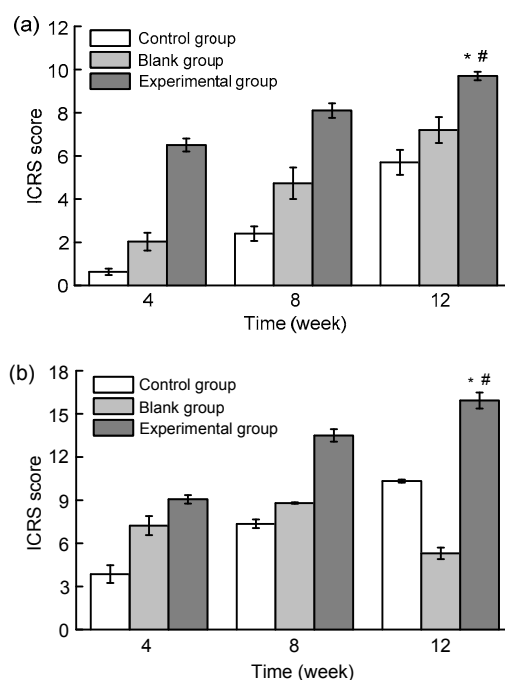 (a)
Control group
Blank group
Experimental group
* #
ICRS score
12
10
8
6
4
2
0
4 8 12
Time (week)
(b)
Control group
Blank group
Experimental group
* #
ICRS score
18
15
12
9
6
3
0
4 8 12
Time (week)